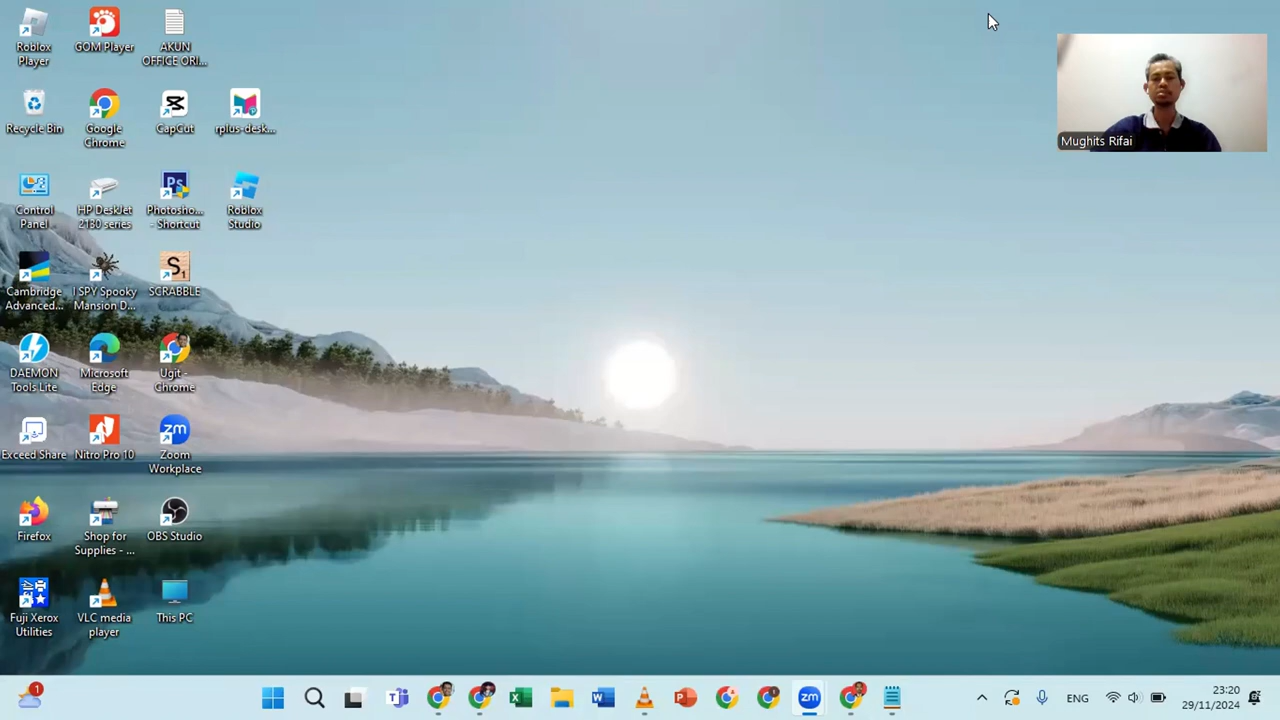 Roblox
Player
GOM Player
AKUN
OFFICE ORI...
Mughits Rifai
Recycle Bin
Google
Chrome
CapCut
rplus-desk...
Control
Panel
HP DeskJet
2130 series
Photosho...
- Shortcut
Roblox
Studio
Cambridge
Advanced...
I SPY Spooky
Mansion D...
SCRABBLE
DAEMON
Tools Lite
Microsoft
Edge
Ugit -
Chrome
Exceed Share
Nitro Pro 10
zm
Zoom
Workplace
Firefox
Shop for
Supplies - ...
OBS Studio
Fuji Xerox
Utilities
VLC media
player
This PC
1
zm
ENG
23:20
29/11/2024